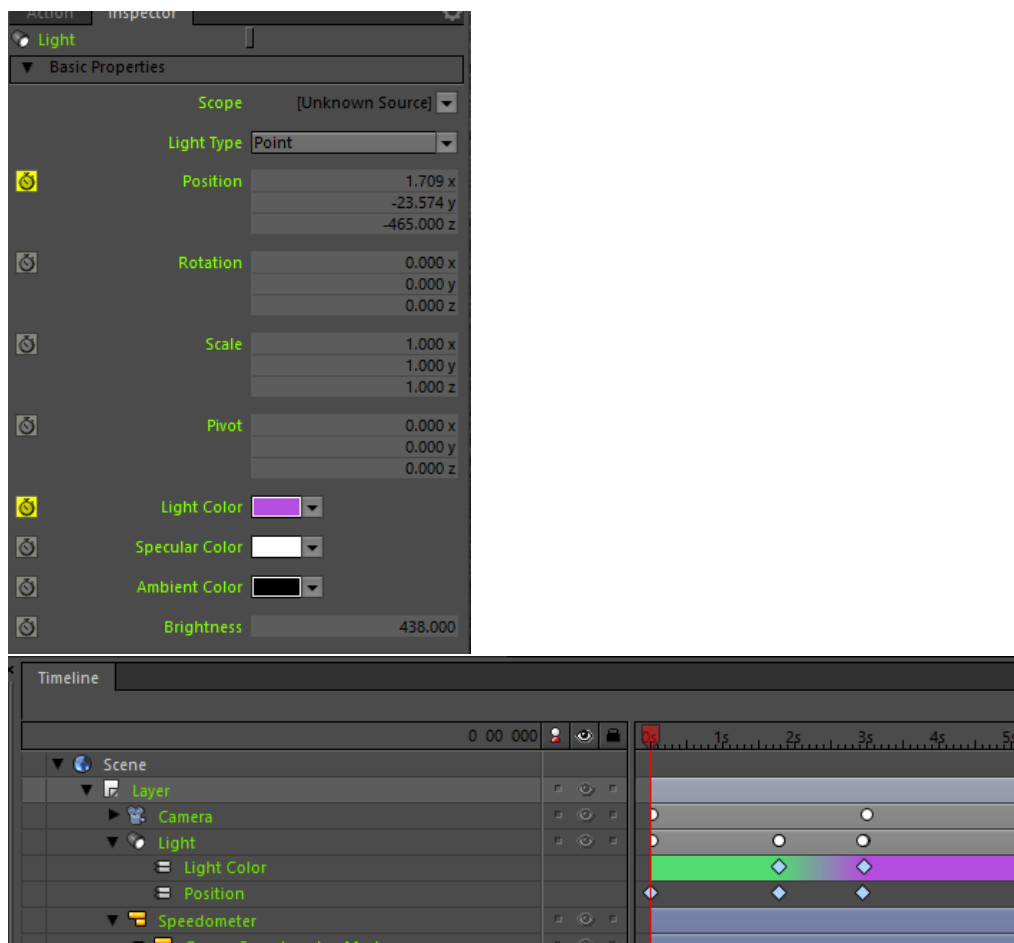 Action Inspector
Light
Basic Properties
Scope [Unknown Source]
Light Type Point
Position 1.709 x
-23.574 y
-465.000 z
Rotation 0.000 x
0.000 y
0.000 z
Scale 1.000 x
1.000 y
1.000 z
Pivot 0.000 x
0.000 y
0.000 z
Light Color
Specular Color
Ambient Color
Brightness 438.000
Timeline
0 00 000 0s 1s 2s 3s 4s 5s
Scene
Layer
Camera
Light
Light Color
Position
Speedometer